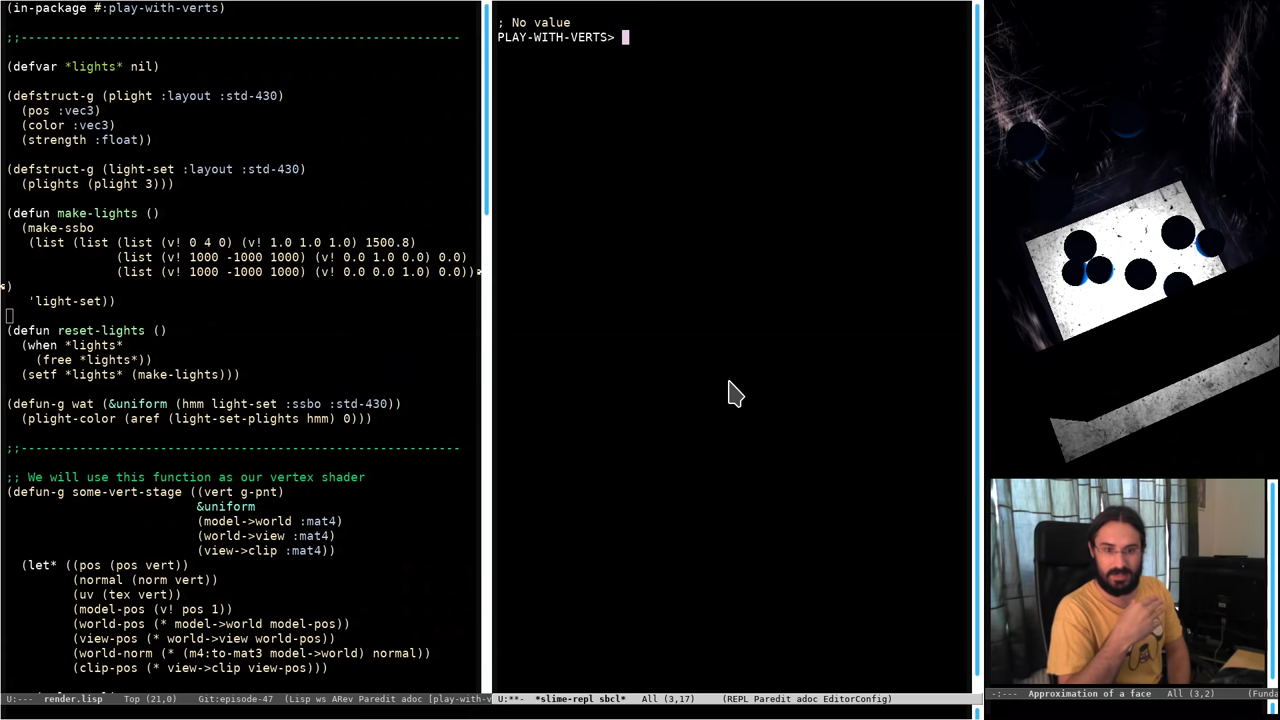 (in-package #:play-with-verts)
;;----------------------------------------------------------
(defvar *lights* nil)
(defstruct-g (plight :layout :std-430)
  (pos :vec3)
  (color :vec3)
  (strength :float))
(defstruct-g (light-set :layout :std-430)
  (plights (plight 3)))
(defun make-lights ()
  (make-ssbo
   (list (list (list (v! 0 4 0) (v! 1.0 1.0 1.0) 1500.8)
               (list (v! 1000 -1000 1000) (v! 0.0 1.0 0.0) 0.0)
               (list (v! 1000 -1000 1000) (v! 0.0 0.0 1.0) 0.0))
)
   'light-set))
(defun reset-lights ()
  (when *lights*
    (free *lights*))
  (setf *lights* (make-lights)))
(defun-g wat (&uniform (hmm light-set :ssbo :std-430))
  (plight-color (aref (light-set-plights hmm) 0)))
;;----------------------------------------------------------
;; We will use this function as our vertex shader
(defun-g some-vert-stage ((vert g-pnt)
                          &uniform
                          (model->world :mat4)
                          (world->view :mat4)
                          (view->clip :mat4))
  (let* ((pos (pos vert))
         (normal (norm vert))
         (uv (tex vert))
         (model-pos (v! pos 1))
         (world-pos (* model->world model-pos))
         (view-pos (* world->view world-pos))
         (world-norm (* (m4:to-mat3 model->world) normal))
         (clip-pos (* view->clip view-pos)))
U:--- render.lisp Top (21,0) Git:episode-47 (Lisp ws ARev Paredit adoc [play-with-v
; No value
PLAY-WITH-VERTS>
U:**- *slime-repl sbcl* All (3,17) (REPL Paredit adoc EditorConfig)
-:--- Approximation of a face All (3,2) (Funda